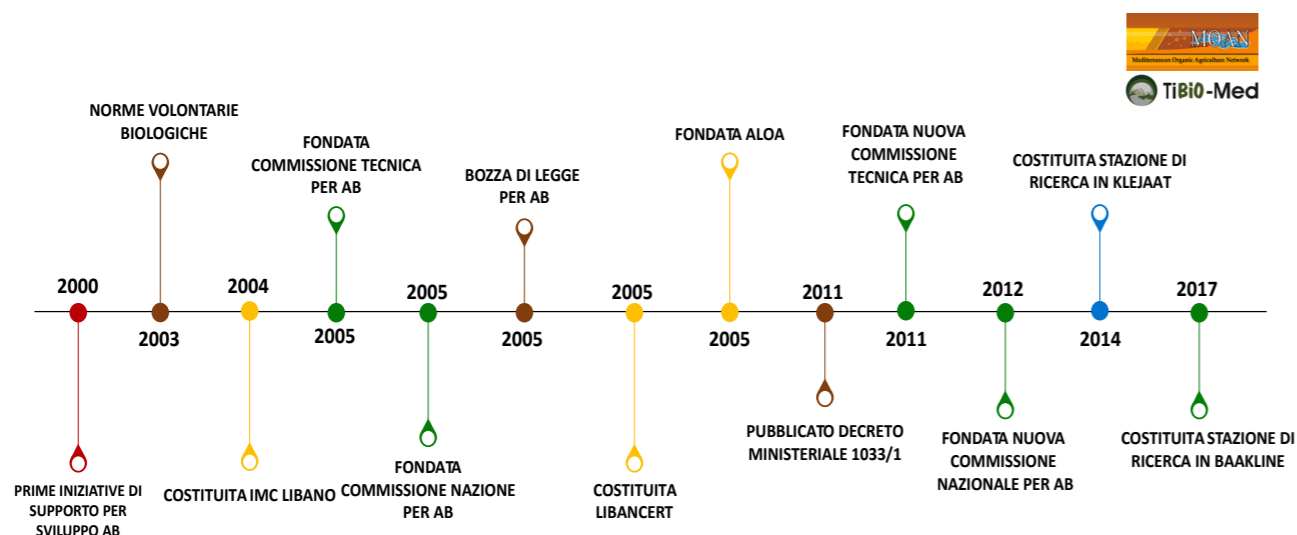 MOAN
Mediterranean Organic Agriculture Network
TiBiO-Med
2000
PRIME INIZIATIVE DI
SUPPORTO PER
SVILUPPO AB
NORME VOLONTARIE
BIOLOGICHE
2003
2004
COSTITUITA IMC LIBANO
FONDATA
COMMISSIONE TECNICA
PER AB
2005
2005
FONDATA
COMMISSIONE NAZIONE
PER AB
BOZZA DI LEGGE
PER AB
2005
2005
COSTITUITA
LIBANCERT
FONDATA ALOA
2005
2011
PUBBLICATO DECRETO
MINISTERIALE 1033/1
FONDATA NUOVA
COMMISSIONE
TECNICA PER AB
2011
2012
FONDATA NUOVA
COMMISSIONE
NAZIONALE PER AB
COSTITUITA STAZIONE DI
RICERCA IN KLEJAAT
2014
2017
COSTITUITA STAZIONE DI
RICERCA IN BAAKLINE